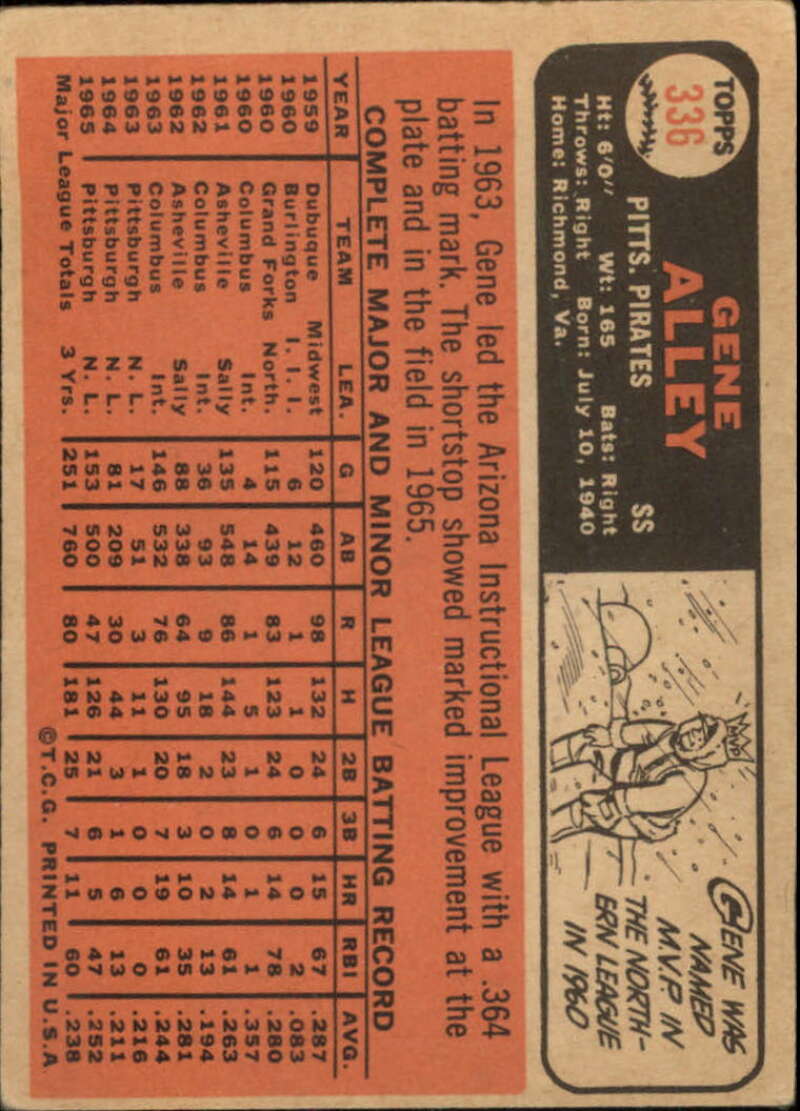 TOPPS
336
GENE
ALLEY
PITTS. PIRATES SS
Ht: 6'0" Wt: 165 Bats: Right
Throws: Right Born: July 10, 1940
Home: Richmond, Va.
MVP
GENE WAS
NAMED
M.V.P. IN
THE NORTH-
ERN LEAGUE
IN 1960
In 1963, Gene led the Arizona Instructional League with a .364
batting mark. The shortstop showed marked improvement at the
plate and in the field in 1965.
COMPLETE MAJOR AND MINOR LEAGUE BATTING RECORD
YEAR TEAM LEA. G AB R H 2B 3B HR RBI AVG.
1959 Dubuque Midwest 120 460 98 132 24 6 15 67 .287
1960 Burlington I. I. I. 6 12 1 1 0 0 0 2 .083
1960 Grand Forks North. 115 439 83 123 24 6 14 78 .280
1960 Columbus Int. 4 14 1 5 1 0 1 1 .357
1961 Asheville Sally 135 548 86 144 23 8 14 61 .263
1962 Columbus Int. 36 93 9 18 2 0 2 13 .194
1962 Asheville Sally 88 338 64 95 18 3 10 35 .281
1963 Columbus Int. 146 532 76 130 20 7 19 61 .244
1963 Pittsburgh N. L. 17 51 3 11 1 0 0 0 .216
1964 Pittsburgh N. L. 81 209 30 44 3 1 6 13 .211
1965 Pittsburgh N. L. 153 500 47 126 21 6 5 47 .252
Major League Totals 3 Yrs. 251 760 80 181 25 7 11 60 .238
©T.C.G. PRINTED IN U.S.A.